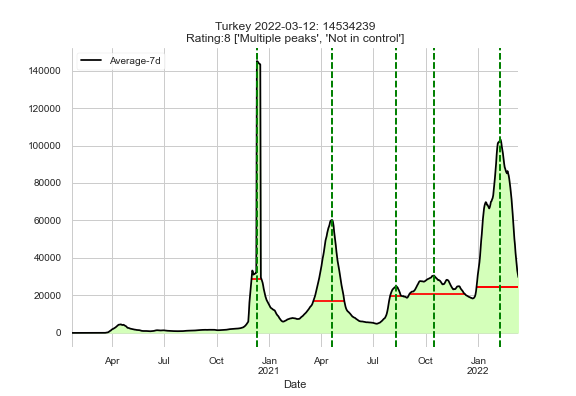 Turkey 2022-03-12: 14534239
Rating:8 ['Multiple peaks', 'Not in control']
Average-7d
140000
120000
100000
80000
60000
40000
20000
0
Apr Jul Oct Jan Apr Jul Oct Jan
2021 2022
Date